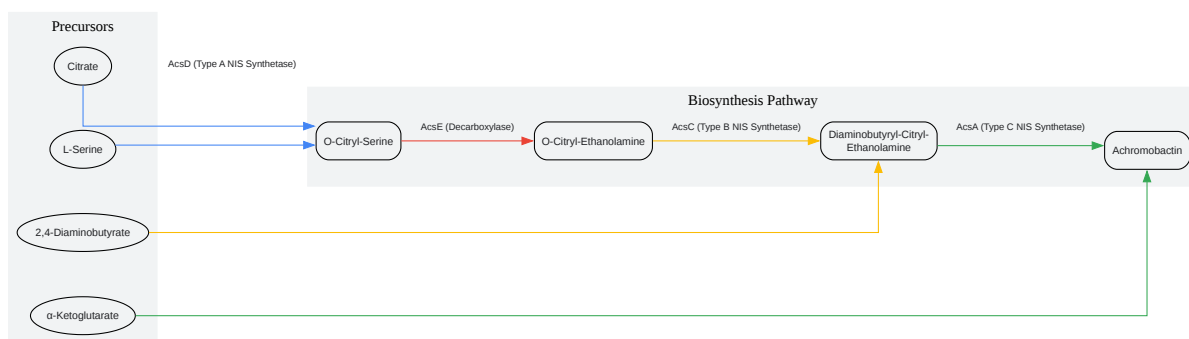 Precursors
Citrate
AcsD (Type A NIS Synthetase)
L-Serine
2,4-Diaminobutyrate
α-Ketoglutarate
Biosynthesis Pathway
O-Citryl-Serine
AcsE (Decarboxylase)
O-Citryl-Ethanolamine
AcsC (Type B NIS Synthetase)
Diaminobutyryl-Citryl-
Ethanolamine
AcsA (Type C NIS Synthetase)
Achromobactin